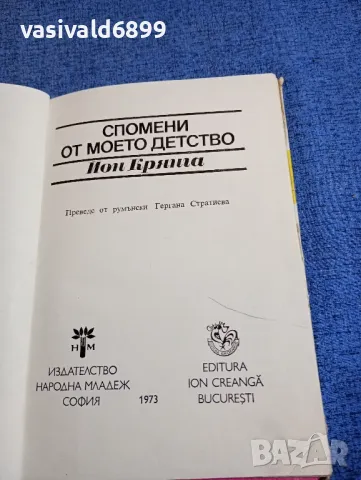 vasivald6899
СПОМЕНИ
ОТ МОЕТО ДЕТСТВО
Йон Крянга
Преведе от румънски Гергана Стратиева
НМ
ИЗДАТЕЛСТВО
НАРОДНА МЛАДЕЖ
СОФИЯ
1973
EDITURA
ION CREANGĂ
BUCUREȘTI
BAZAR